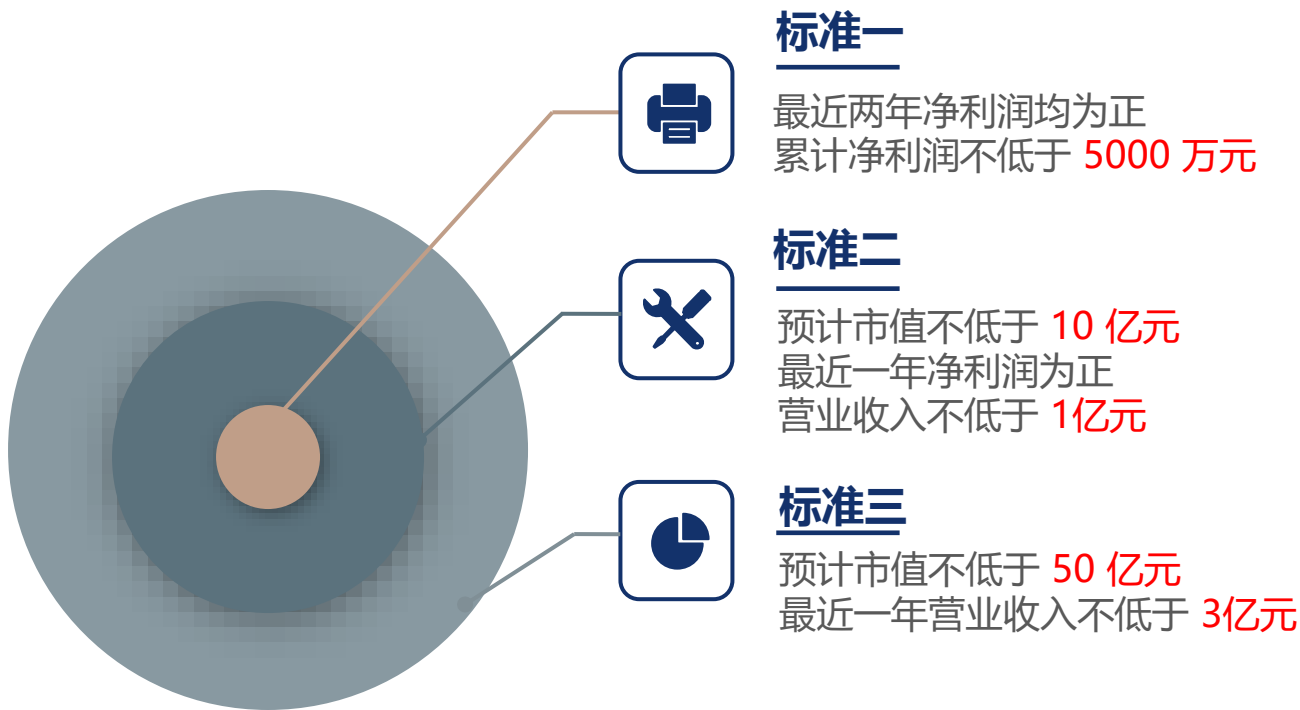 标准一
最近两年净利润均为正
累计净利润不低于 5000 万元
标准二
预计市值不低于 10 亿元
最近一年净利润为正
营业收入不低于 1亿元
标准三
预计市值不低于 50 亿元
最近一年营业收入不低于 3亿元